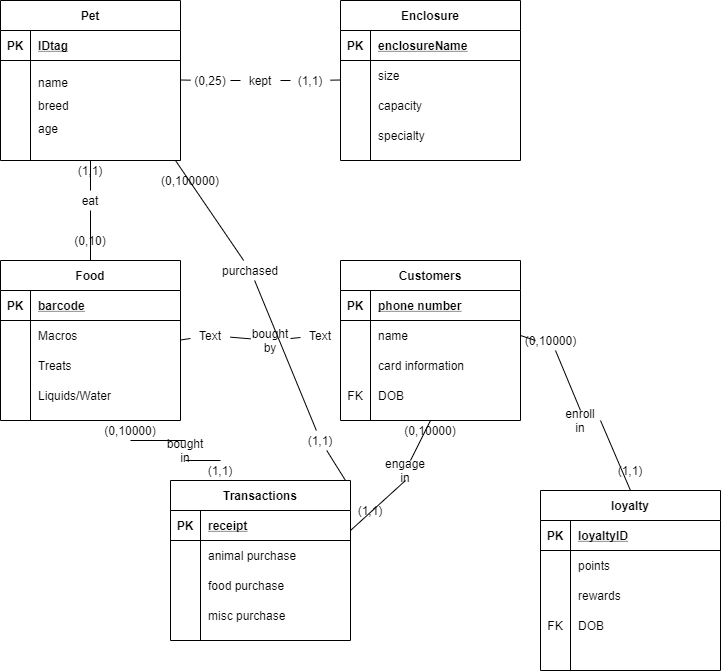 Pet
PK IDtag
name
breed
age
Enclosure
PK enclosureName
size
capacity
specialty
(0,25) kept (1,1)
(1,1)
eat
(0,10)
(0,100000)
purchased
(1,1)
Food
PK barcode
Macros
Treats
Liquids/Water
Text bought by Text
Customers
PK phone number
name
card information
FK DOB
(0,10000)
enroll
in
(1,1)
(0,10000)
bought
in
(1,1)
(0,10000)
engage
in
(1,1)
Transactions
PK receipt
animal purchase
food purchase
misc purchase
loyalty
PK loyaltyID
points
rewards
FK DOB